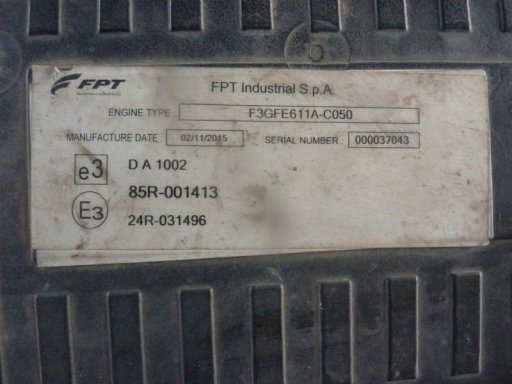 FPT
FPT Industrial S.p.A.
ENGINE TYPE F3GFE611A-C050
MANUFACTURE DATE 02/11/2015 SERIAL NUMBER 000037043
e3 D A 1002
85R-001413
E3 24R-031496